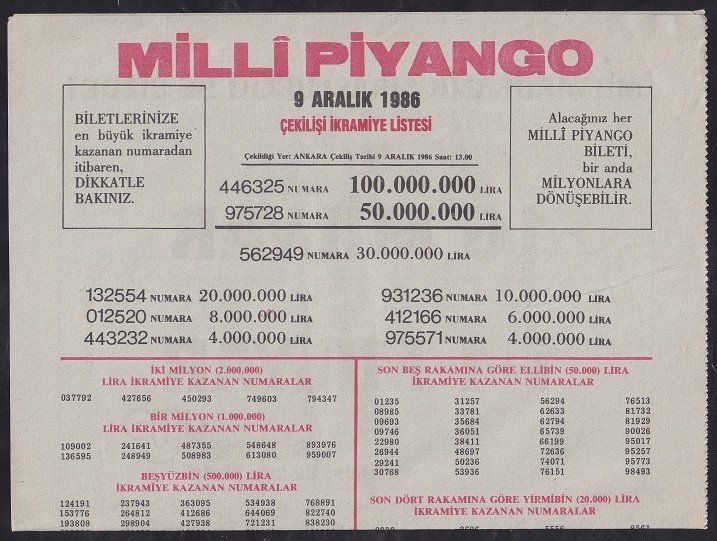 MİLLÎ PİYANGO
9 ARALIK 1986
ÇEKİLİŞİ İKRAMİYE LİSTESİ
BİLETLERİNİZE
en büyük ikramiye
kazanan numaradan
itibaren,
DİKKATLE
BAKINIZ.
Alacağınız her
MİLLÎ PİYANGO
BİLETİ,
bir anda
MİLYONLARA
DÖNÜŞEBİLİR.
Çekildiği Yer: ANKARA Çekiliş Tarihi 9 ARALIK 1986 Saat: 13.00
446325 NUMARA 100.000.000 LİRA
975728 NUMARA 50.000.000 LİRA
562949 NUMARA 30.000.000 LİRA
132554 NUMARA 20.000.000 LİRA
012520 NUMARA 8.000.000 LİRA
443232 NUMARA 4.000.000 LİRA
931236 NUMARA 10.000.000 LİRA
412166 NUMARA 6.000.000 LİRA
975571 NUMARA 4.000.000 LİRA
İKİ MİLYON (2.000.000)
LİRA İKRAMİYE KAZANAN NUMARALAR
037792 427656 450293 749603 794347
BİR MİLYON (1.000.000)
LİRA İKRAMİYE KAZANAN NUMARALAR
109002 241641 487355 548648 893976
136595 248949 508983 613080 959007
BEŞYÜZBİN (500.000) LİRA
İKRAMİYE KAZANAN NUMARALAR
124191 237943 363095 534938 768891
153776 264812 412686 644069 822740
193808 298904 427938 721231 838230
SON BEŞ RAKAMINA GÖRE ELLİBİN (50.000) LİRA
İKRAMİYE KAZANAN NUMARALAR
01235 31257 56294 76513
08985 33781 62633 81732
09693 35684 62794 81929
09746 36051 65739 90026
22980 38411 66199 95017
26944 48697 72636 95257
29241 50236 74071 95773
30768 53936 76151 98493
SON DÖRT RAKAMINA GÖRE YİRMİBİN (20.000) LİRA
İKRAMİYE KAZANAN NUMARALAR